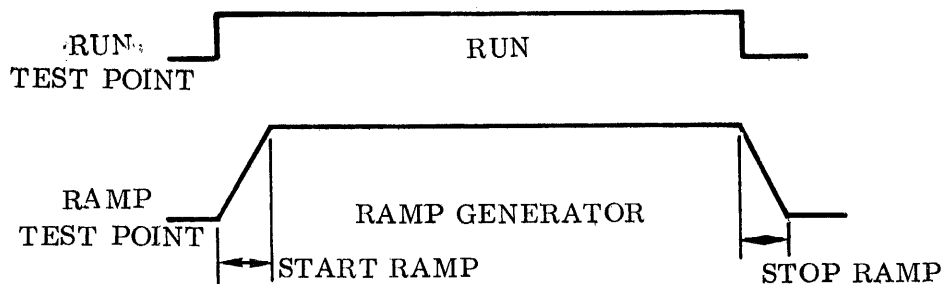 RUN
TEST POINT
RUN
RAMP
TEST POINT
RAMP GENERATOR
START RAMP
STOP RAMP